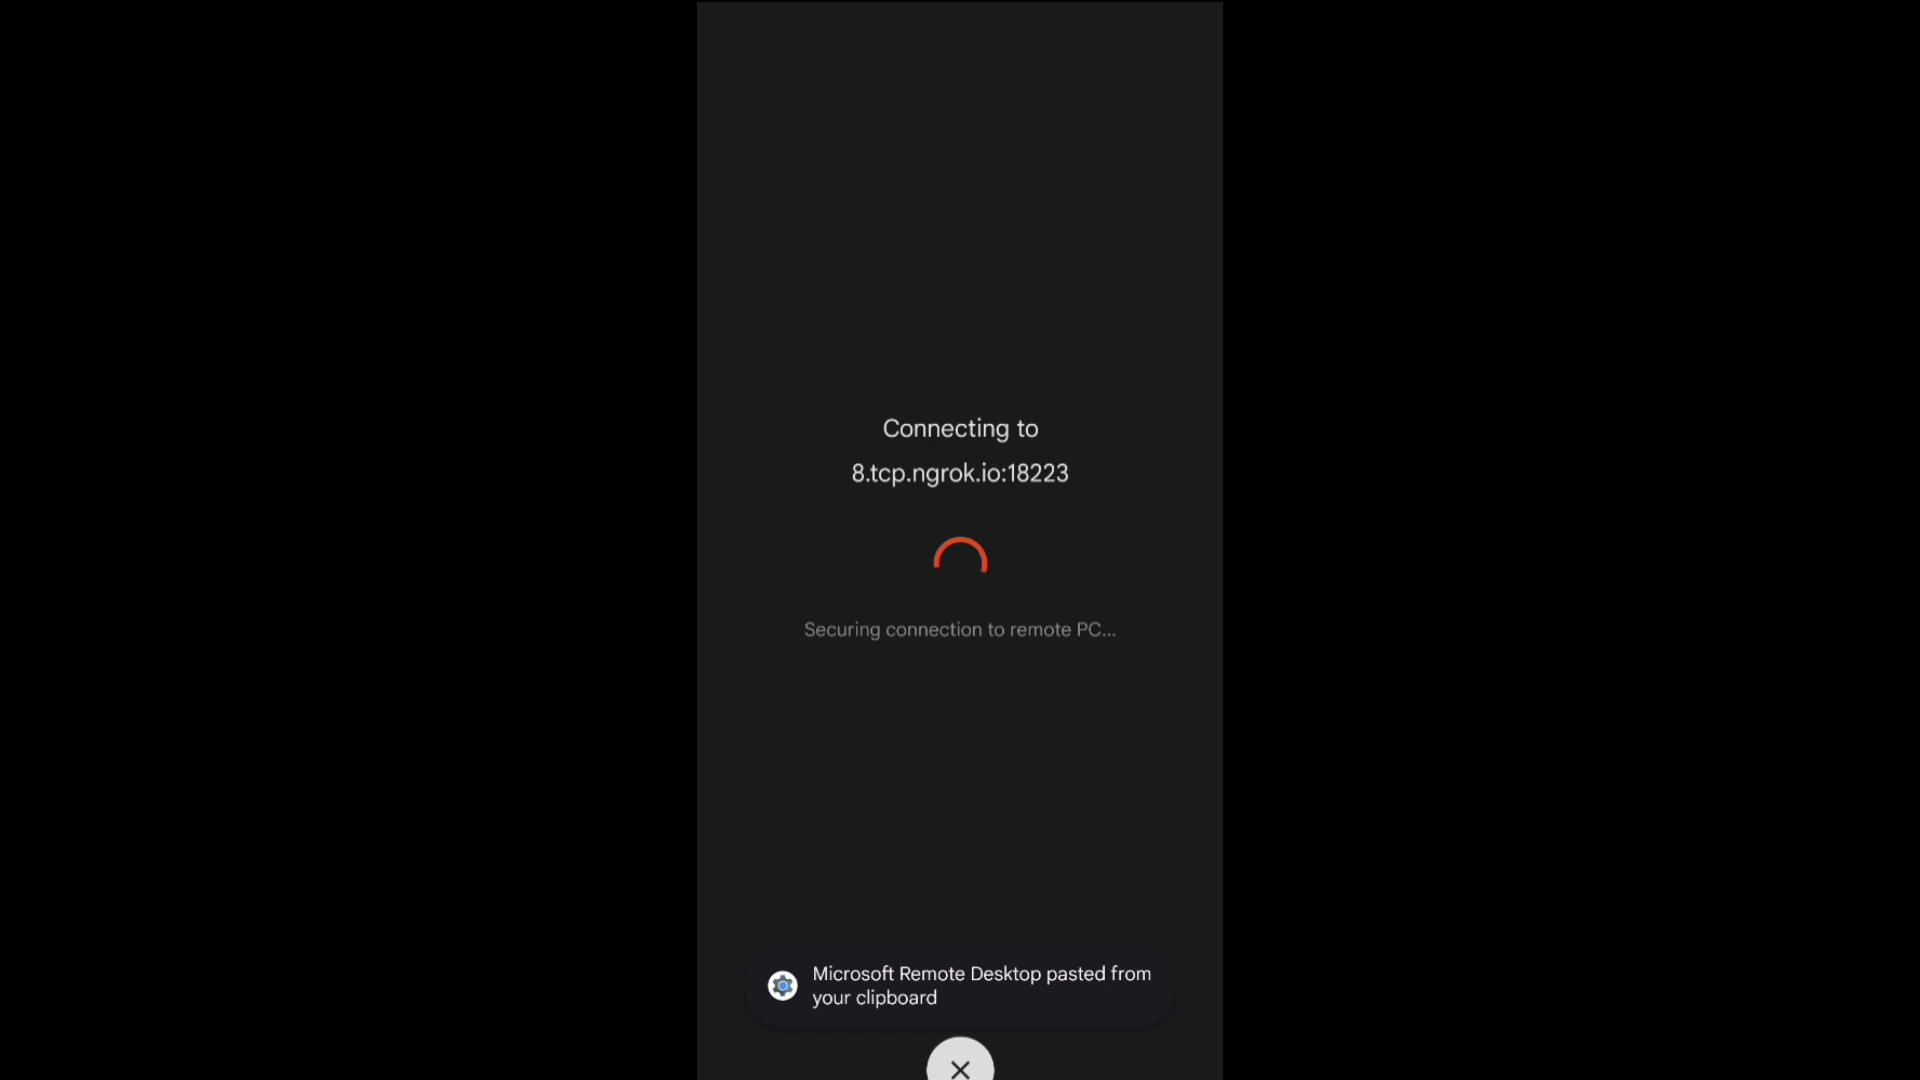 Connecting to
8.tcp.ngrok.io:18223
Securing connection to remote PC...
Microsoft Remote Desktop pasted from
your clipboard